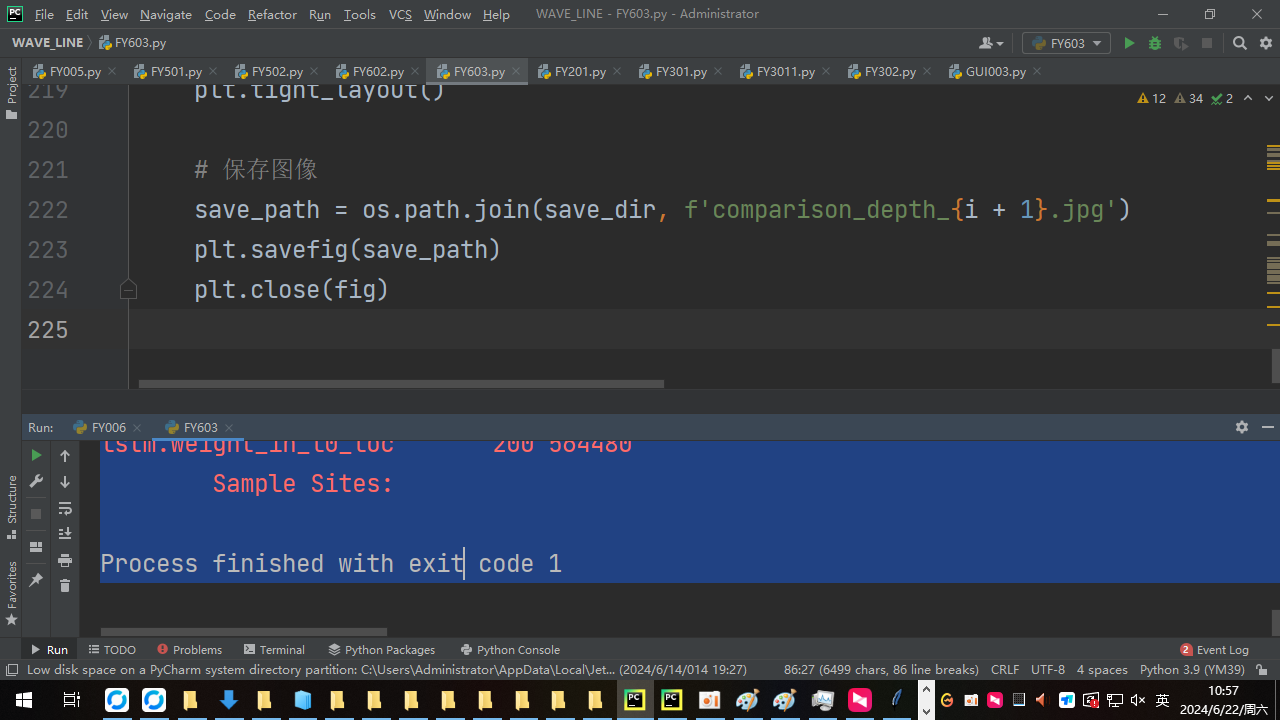 File Edit View Navigate Code Refactor Run Tools VCS Window Help WAVE_LINE - FY603.py - Administrator
WAVE_LINE FY603.py FY603
FY005.py FY501.py FY502.py FY602.py FY603.py FY201.py FY301.py FY3011.py FY302.py GUI003.py
Project
219 plt.tight_layout()
12 34 2
220
221 # 保存图像
222 save_path = os.path.join(save_dir, f'comparison_depth_{i + 1}.jpg')
223 plt.savefig(save_path)
224 plt.close(fig)
225
Run: FY006 FY603
lstm.weight_ih_l0_loc 200 564480
Sample Sites:
Process finished with exit code 1
Structure
Favorites
Run TODO Problems Terminal Python Packages Python Console 2 Event Log
Low disk space on a PyCharm system directory partition: C:\Users\Administrator\AppData\Local\Jet... (2024/6/14/014 19:27) 86:27 (6499 chars, 86 line breaks) CRLF UTF-8 4 spaces Python 3.9 (YM39)
英 10:57
2024/6/22/周六